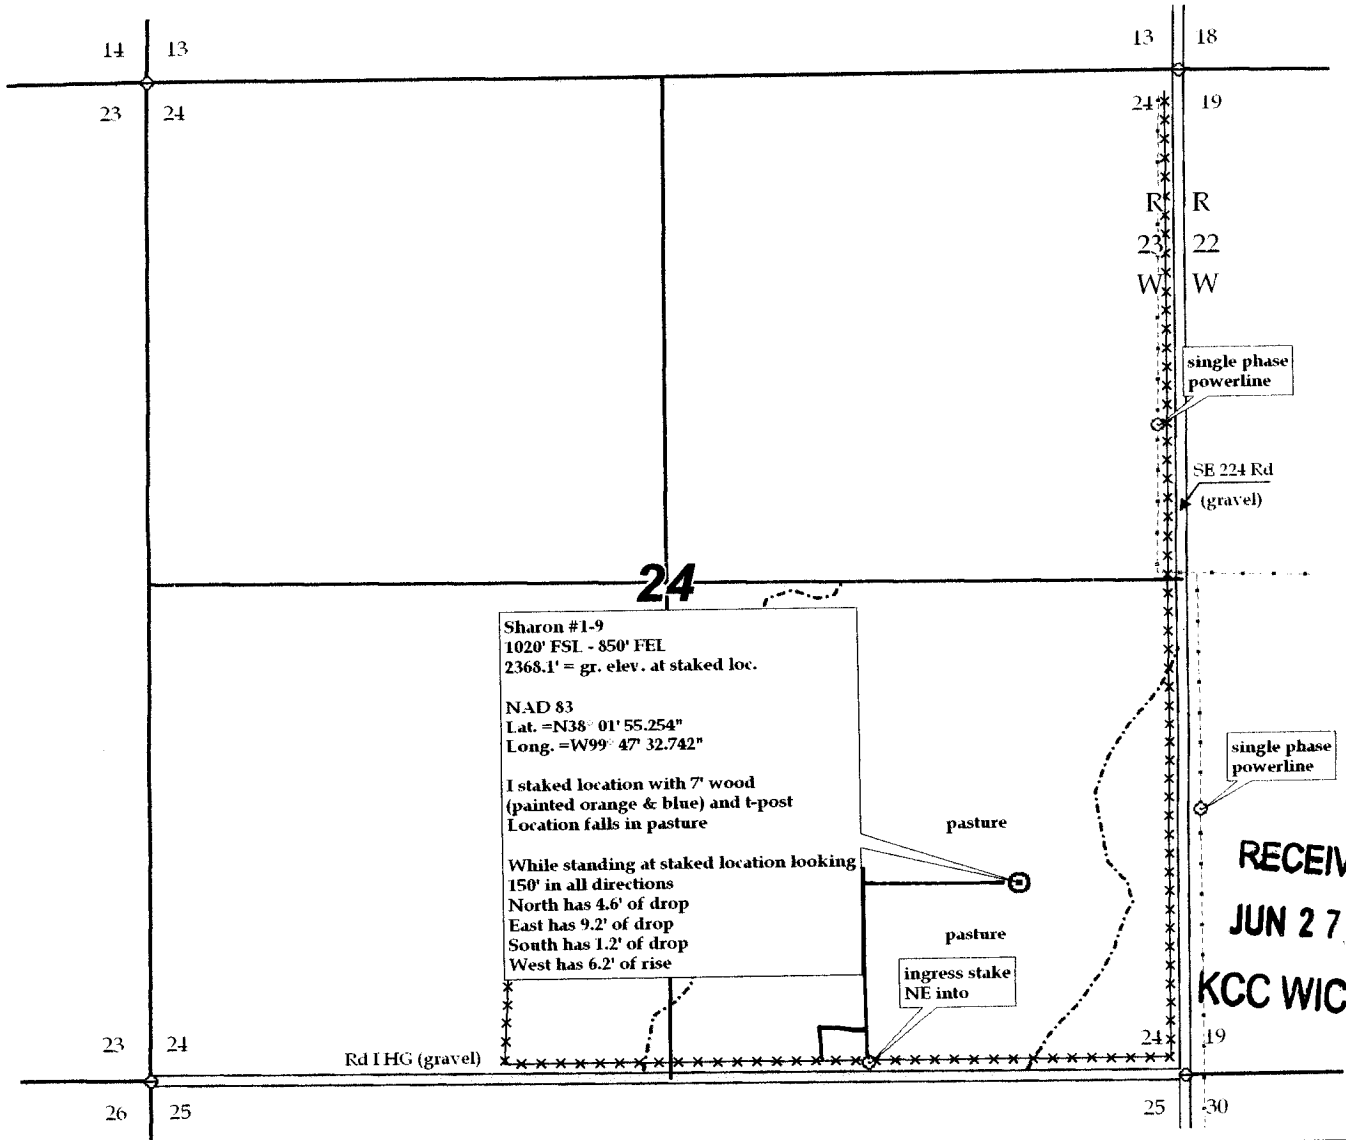 14 13
13 18
23 24
24 19
R R
23 22
W W
single phase
powerline
SE 224 Rd
(gravel)
24
Sharon #1-9
1020' FSL - 850' FEL
2368.1' = gr. elev. at staked loc.
NAD 83
Lat. =N38° 01' 55.254"
Long. =W99° 47' 32.742"
I staked location with 7' wood
(painted orange & blue) and t-post
Location falls in pasture
While standing at staked location looking
150' in all directions
North has 4.6' of drop
East has 9.2' of drop
South has 1.2' of drop
West has 6.2' of rise
single phase
powerline
pasture
RECEIV
JUN 27
pasture
ingress stake
NE into
KCC WIC
23 24
Rd I HG (gravel)
24 19
26 25
25 30